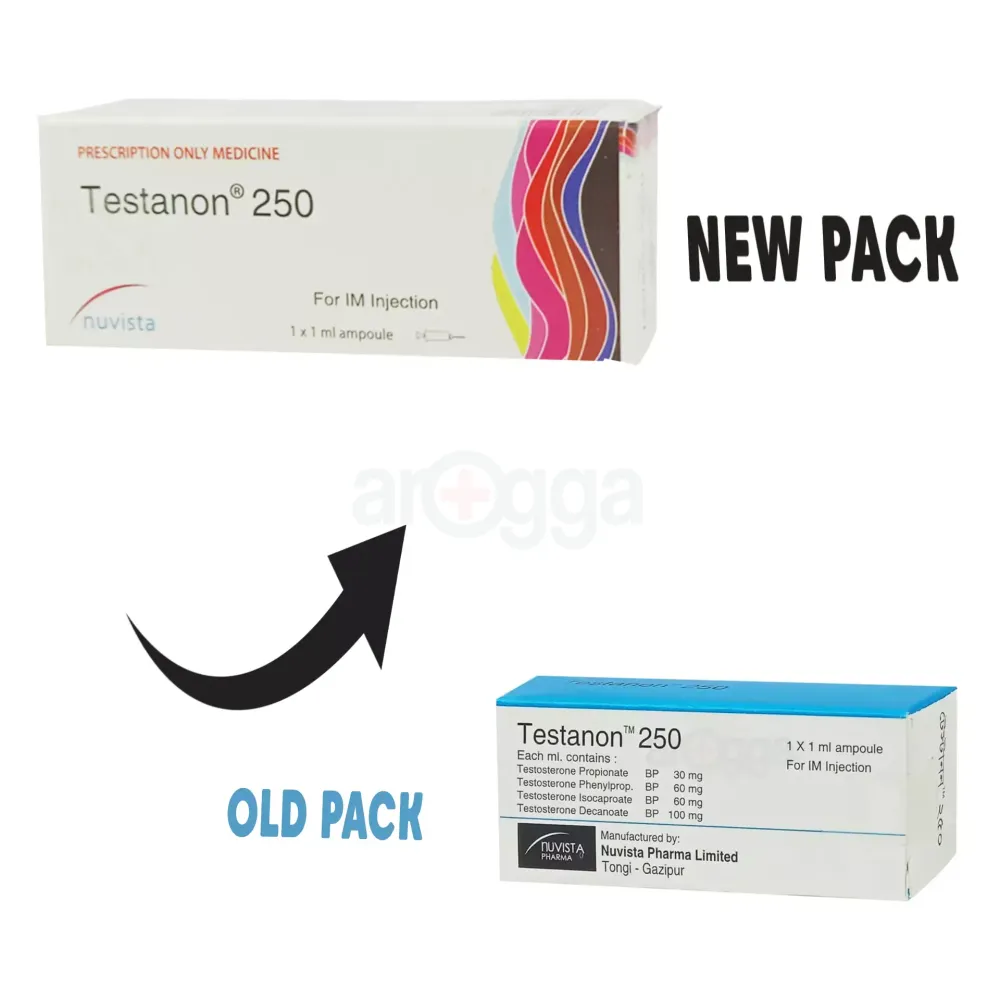 PRESCRIPTION ONLY MEDICINE
Testanon® 250
For IM Injection
1 x 1 ml ampoule
nuvista
NEW PACK
arogga
Testanon™ 250
Testanon™ 250
1 X 1 ml ampoule
Each ml. contains :
For IM Injection
Testosterone Propionate BP 30 mg
Testosterone Phenylprop. BP 60 mg
Testosterone Isocaproate BP 60 mg
Testosterone Decanoate BP 100 mg
arogga
NUVISTA
PHARMA
Manufactured by:
Nuvista Pharma Limited
Tongi - Gazipur
OLD PACK